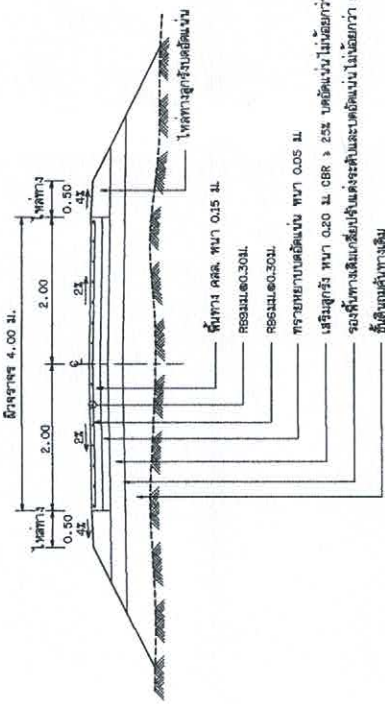 ผิวจราจร 4.00 ม.
ไหล่ทาง
ไหล่ทาง
0.50
2.00
2.00
0.50
4%
2%
2%
4%
ไหล่ทางลูกรังบดอัดแน่น
พื้นทาง คสล. หนา 0.15 ม.
RB9มม.@0.30ม.
RB6มม.@0.30ม.
ทรายหยาบบดอัดแน่น หนา 0.05 ม.
เสริมลูกรัง หนา 0.20 ม. CBR ≥ 25% บดอัดแน่นไม่น้อยกว่า
รองพื้นทางเดิมเกลี่ยปรับแต่งระดับและบดอัดแน่นไม่น้อยกว่า
ชั้นดินถมคันทางเดิม